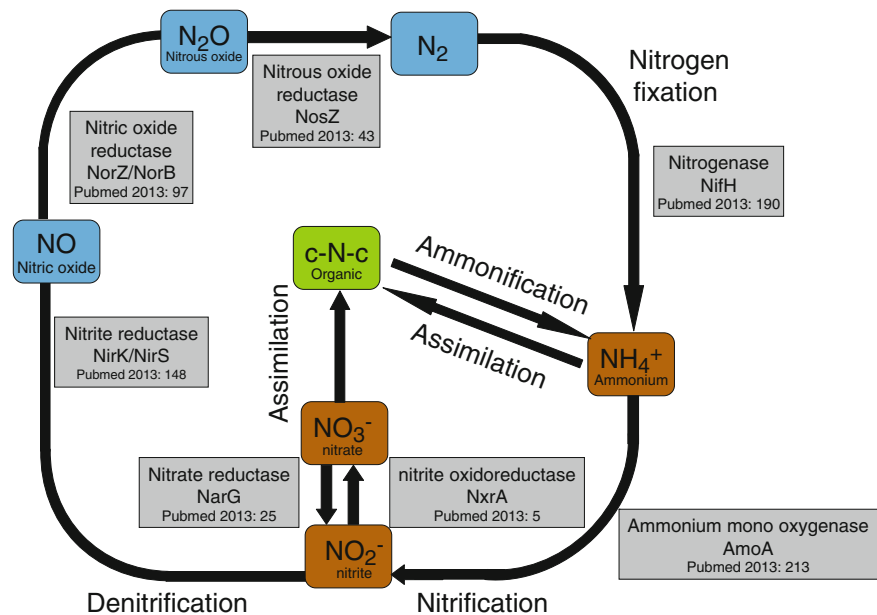 N2O
Nitrous oxide
N2
Nitrogen
fixation
Nitrous oxide
reductase
NosZ
Pubmed 2013: 43
Nitric oxide
reductase
NorZ/NorB
Pubmed 2013: 97
Nitrogenase
NifH
Pubmed 2013: 190
NO
Nitric oxide
c-N-c
Organic
Ammonification
Assimilation
Assimilation
NH4+
Ammonium
Nitrite reductase
NirK/NirS
Pubmed 2013: 148
NO3-
nitrate
Nitrate reductase
NarG
Pubmed 2013: 25
nitrite oxidoreductase
NxrA
Pubmed 2013: 5
Ammonium mono oxygenase
AmoA
Pubmed 2013: 213
NO2-
nitrite
Denitrification
Nitrification